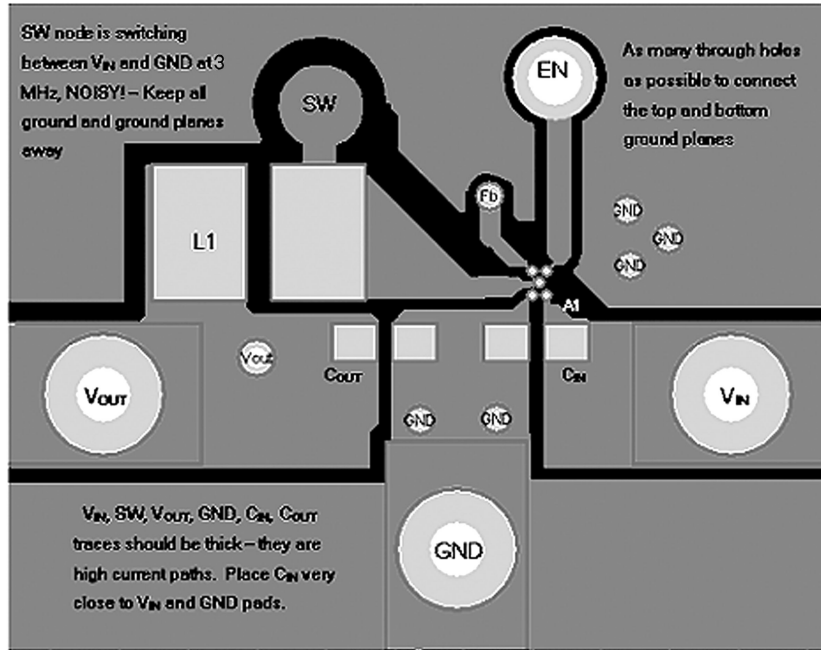 SW node is switching
between VIN and GND at 3
MHz, NOISY! – Keep all
ground and ground planes
away
SW
EN
As many through holes
as possible to connect
the top and bottom
ground planes
Fb
GND
GND
GND
L1
A1
Vout
COUT
CIN
VOUT
VIN
GND
GND
VIN, SW, VOUT, GND, CIN, COUT
traces should be thick – they are
high current paths. Place CIN very
close to VIN and GND pads.
GND